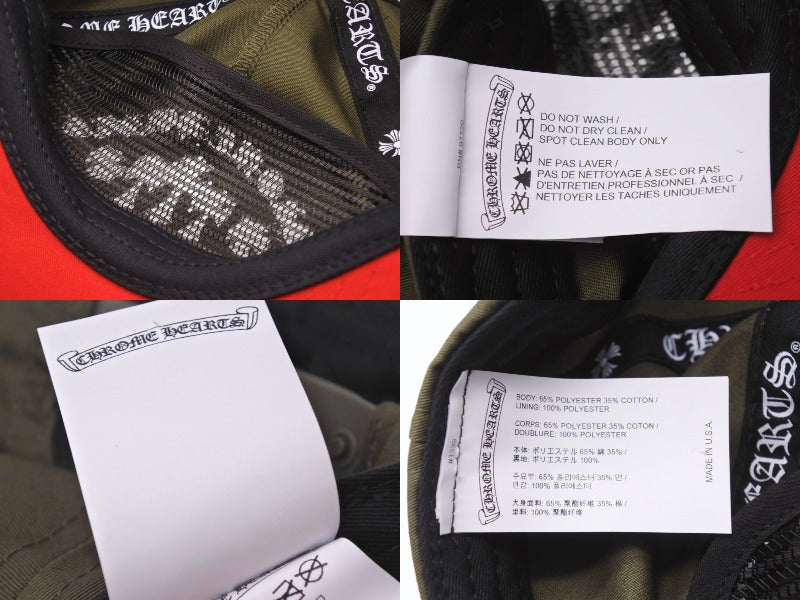 CHROME HEARTS
HEARTS®
CHROME HEARTS
DO NOT WASH /
DO NOT DRY CLEAN /
SPOT CLEAN BODY ONLY
NE PAS LAVER /
PAS DE NETTOYAGE À SEC OR PAS
D'ENTRETIEN PROFESSIONNEL À SEC /
NETTOYER LES TACHES UNIQUEMENT
CHROME HEARTS
CH
HEARTS®
CHROME HEARTS
BODY: 65% POLYESTER 35% COTTON /
LINING: 100% POLYESTER
CORPS: 65% POLYESTER 35% COTON /
DOUBLURE: 100% POLYESTER
本体: ポリエステル 65% 綿 35% /
裏地: ポリエステル 100%
주요부: 65% 폴리에스터 35% 면 /
안감: 100% 폴리에스터
大身面料: 65% 聚酯纤维 35% 棉 /
里料: 100% 聚酯纤维
MADE IN U.S.A.